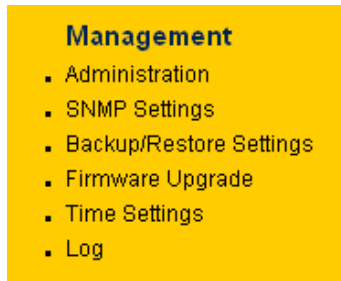 Management
Administration
SNMP Settings
Backup/Restore Settings
Firmware Upgrade
Time Settings
Log